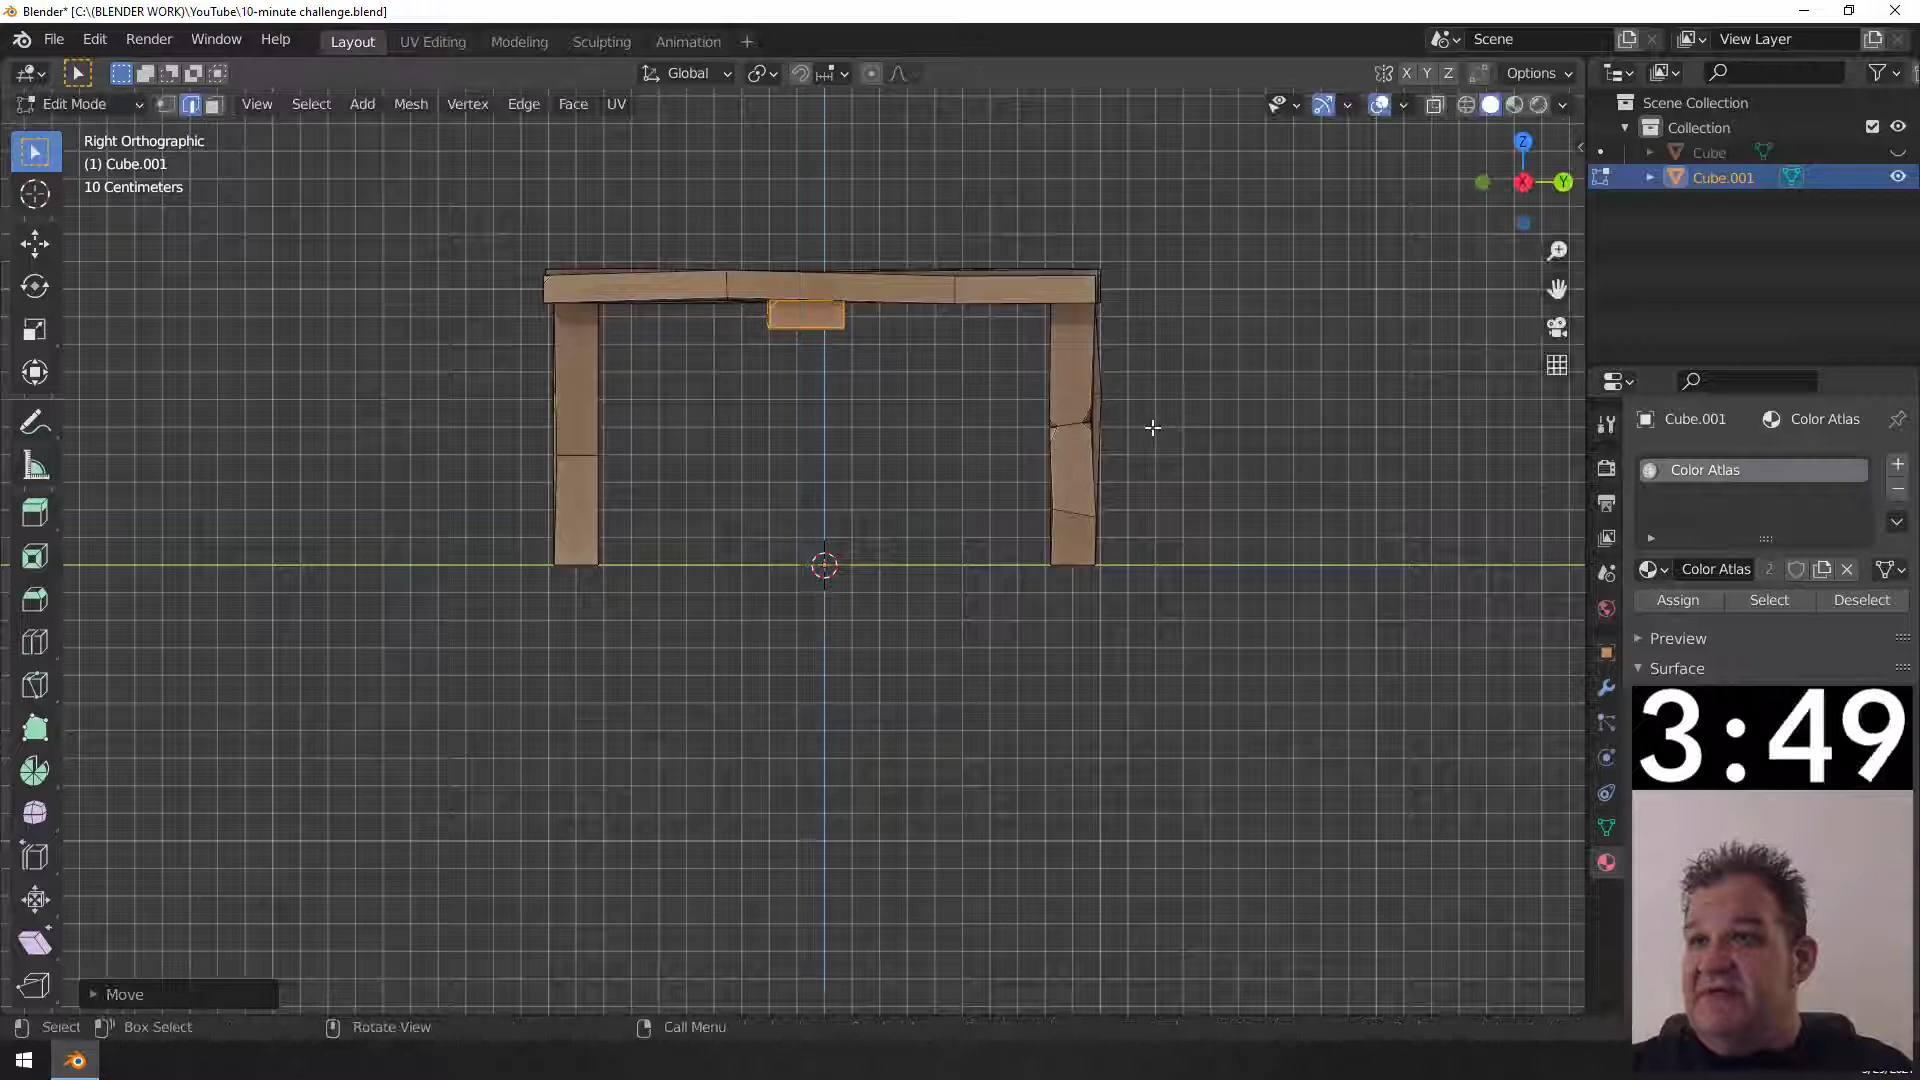 Blender* [C:\(BLENDER WORK)\YouTube\10-minute challenge.blend]
File Edit Render Window Help Layout UV Editing Modeling Sculpting Animation + Scene View Layer
Global X Y Z Options
Edit Mode View Select Add Mesh Vertex Edge Face UV
Scene Collection
Collection
Cube
Cube.001
Right Orthographic
(1) Cube.001
10 Centimeters
Z
X Y
Cube.001 Color Atlas
Color Atlas
Color Atlas 2
Assign Select Deselect
Preview
Surface
3:49
Move
Select Box Select Rotate View Call Menu